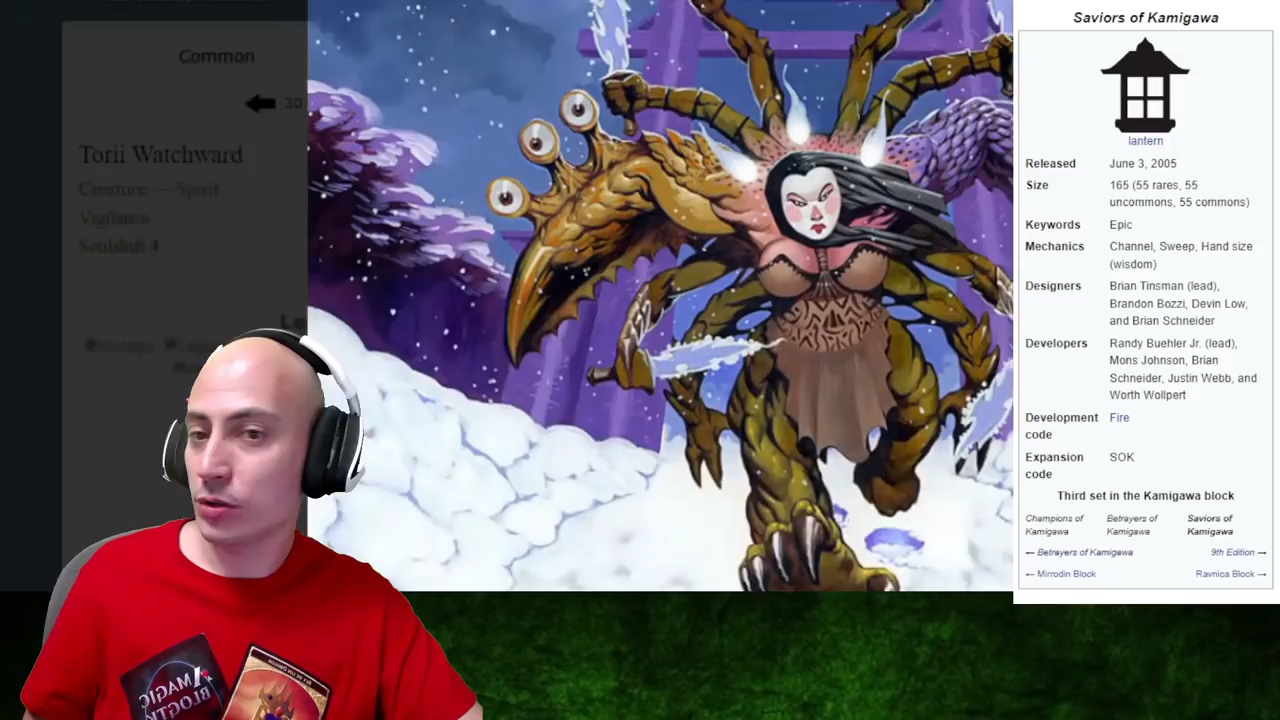 Common
30
Torii Watchward
Creature — Spirit
Vigilance
Soulshift 4
Saviors of Kamigawa
lantern
Released June 3, 2005
Size 165 (55 rares, 55
uncommons, 55 commons)
Keywords Epic
Mechanics Channel, Sweep, Hand size
(wisdom)
Designers Brian Tinsman (lead),
Brandon Bozzi, Devin Low,
and Brian Schneider
Developers Randy Buehler Jr. (lead),
Mons Johnson, Brian
Schneider, Justin Webb, and
Worth Wollpert
Development Fire
code
Expansion SOK
code
Third set in the Kamigawa block
Champions of Betrayers of Saviors of
Kamigawa Kamigawa Kamigawa
← Betrayers of Kamigawa 9th Edition →
← Mirrodin Block Ravnica Block →
MAGIC